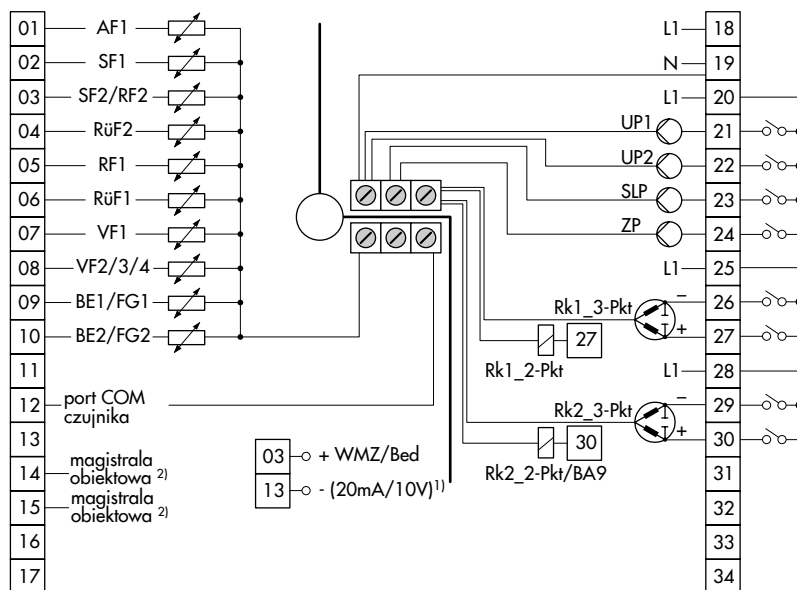 01 AF1
02 SF1
03 SF2/RF2
04 RüF2
05 RF1
06 RüF1
07 VF1
08 VF2/3/4
09 BE1/FG1
10 BE2/FG2
11
12 port COM
czujnika
13
14 magistrala
obiektowa 2)
15 magistrala
obiektowa 2)
16
17
03 + WMZ/Bed
13 - (20mA/10V)1)
L1 18
N 19
L1 20
UP1 21
UP2 22
SLP 23
ZP 24
L1 25
Rk1_3-Pkt - 26
27 + 27
Rk1_2-Pkt
L1 28
Rk2_3-Pkt - 29
30 + 30
Rk2_2-Pkt/BA9
31
32
33
34